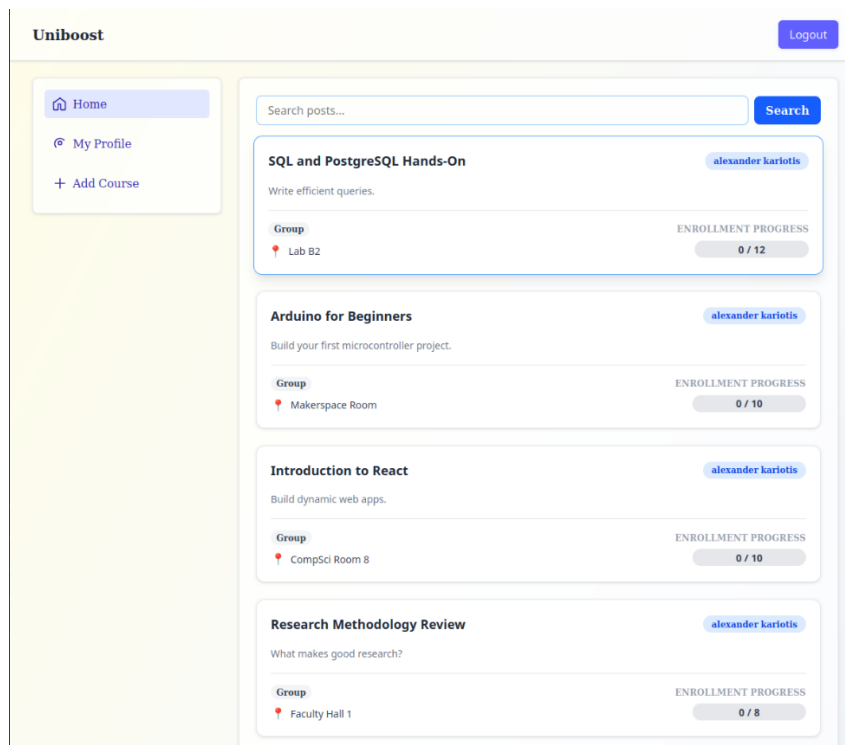 Uniboost
Logout
Home
My Profile
Add Course
Search posts...
Search
SQL and PostgreSQL Hands-On
alexander kariotis
Write efficient queries.
Group
ENROLLMENT PROGRESS
Lab B2
0 / 12
Arduino for Beginners
alexander kariotis
Build your first microcontroller project.
Group
ENROLLMENT PROGRESS
Makerspace Room
0 / 10
Introduction to React
alexander kariotis
Build dynamic web apps.
Group
ENROLLMENT PROGRESS
CompSci Room 8
0 / 10
Research Methodology Review
alexander kariotis
What makes good research?
Group
ENROLLMENT PROGRESS
Faculty Hall 1
0 / 8